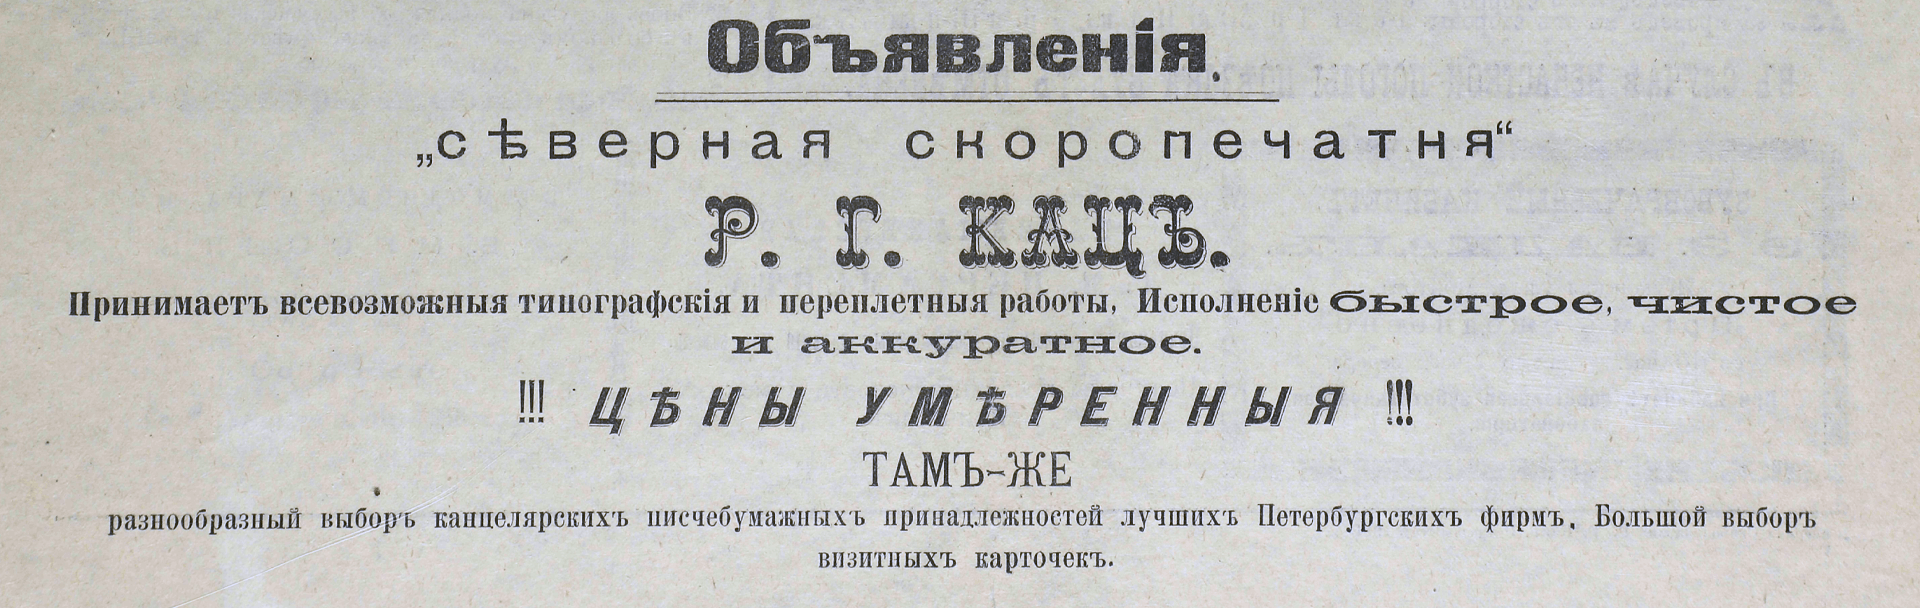 Объявленія.
„сѣверная скоропечатня“
Р. Г. КАЦЪ.
Принимаетъ всевозможныя типографскія и переплетныя работы, Исполненіе быстрое, чистое
и аккуратное.
!!! ЦѢНЫ УМѢРЕННЫЯ !!!
ТАМЪ-ЖЕ
разнообразный выборъ канцелярскихъ писчебумажныхъ принадлежностей лучшихъ Петербургскихъ фирмъ. Большой выборъ
визитныхъ карточекъ.